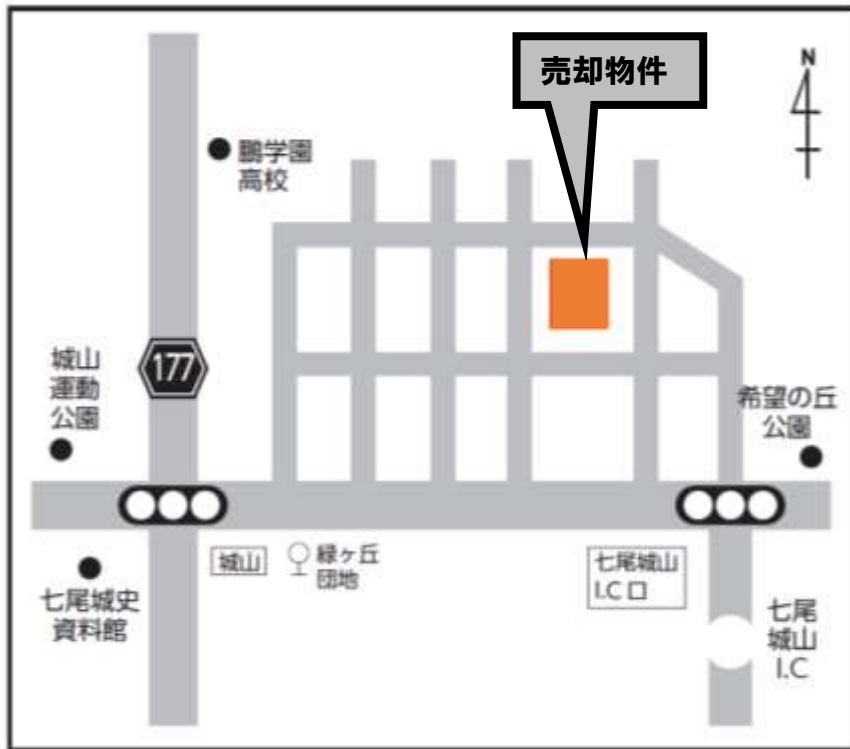 売却物件
N
鵬学園
高校
177
城山
運動
公園
希望の丘
公園
城山
緑ヶ丘
団地
七尾城山
I.C口
七尾城史
資料館
七尾
城山
I.C